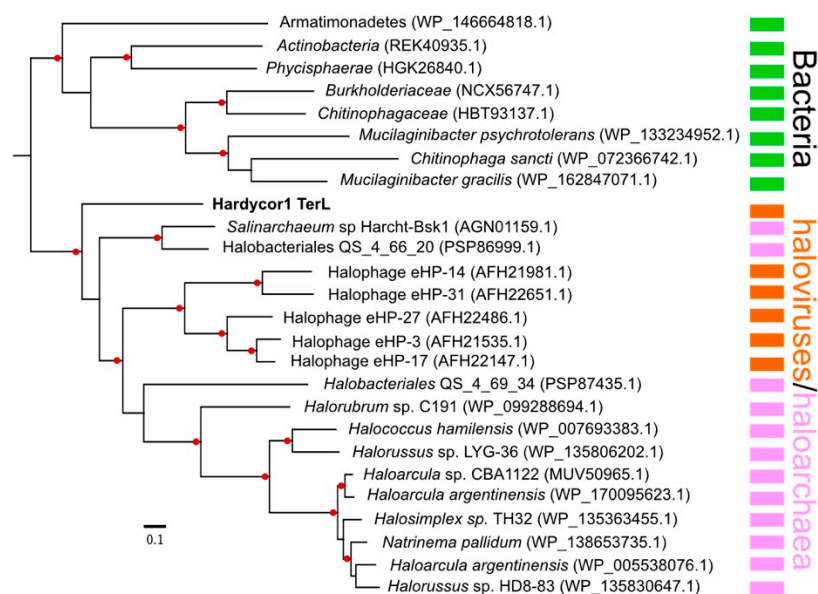 Armatimonadetes (WP_146664818.1)
Actinobacteria (REK40935.1)
Phycisphaerae (HGK26840.1)
Burkholderiaceae (NCX56747.1)
Chitinophagaceae (HBT93137.1)
Mucilaginibacter psychrotolerans (WP_133234952.1)
Chitinophaga sancti (WP_072366742.1)
Mucilaginibacter gracilis (WP_162847071.1)
Hardycor1 TerL
Salinarchaeum sp Harcht-Bsk1 (AGN01159.1)
Halobacteriales QS_4_66_20 (PSP86999.1)
Halophage eHP-14 (AFH21981.1)
Halophage eHP-31 (AFH22651.1)
Halophage eHP-27 (AFH22486.1)
Halophage eHP-3 (AFH21535.1)
Halophage eHP-17 (AFH22147.1)
Halobacteriales QS_4_69_34 (PSP87435.1)
Halorubrum sp. C191 (WP_099288694.1)
Halococcus hamilensis (WP_007693383.1)
Halorussus sp. LYG-36 (WP_135806202.1)
Haloarcula sp. CBA1122 (MUV50965.1)
Haloarcula argentinensis (WP_170095623.1)
Halosimplex sp. TH32 (WP_135363455.1)
Natrinema pallidum (WP_138653735.1)
Haloarcula argentinensis (WP_005538076.1)
Halorussus sp. HD8-83 (WP_135830647.1)
0.1
Bacteria
haloviruses/haloarchaea